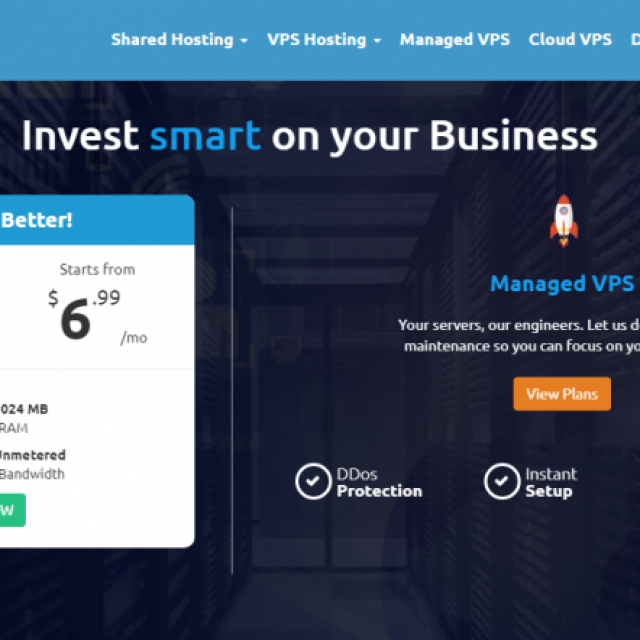 Shared Hosting VPS Hosting Managed VPS Cloud VPS D
Invest smart on your Business
Better!
Starts from
$6.99
/mo
024 MB
RAM
Unmetered
Bandwidth
W
Managed VPS
Your servers, our engineers. Let us d
maintenance so you can focus on yo
View Plans
DDos
Protection
Instant
Setup